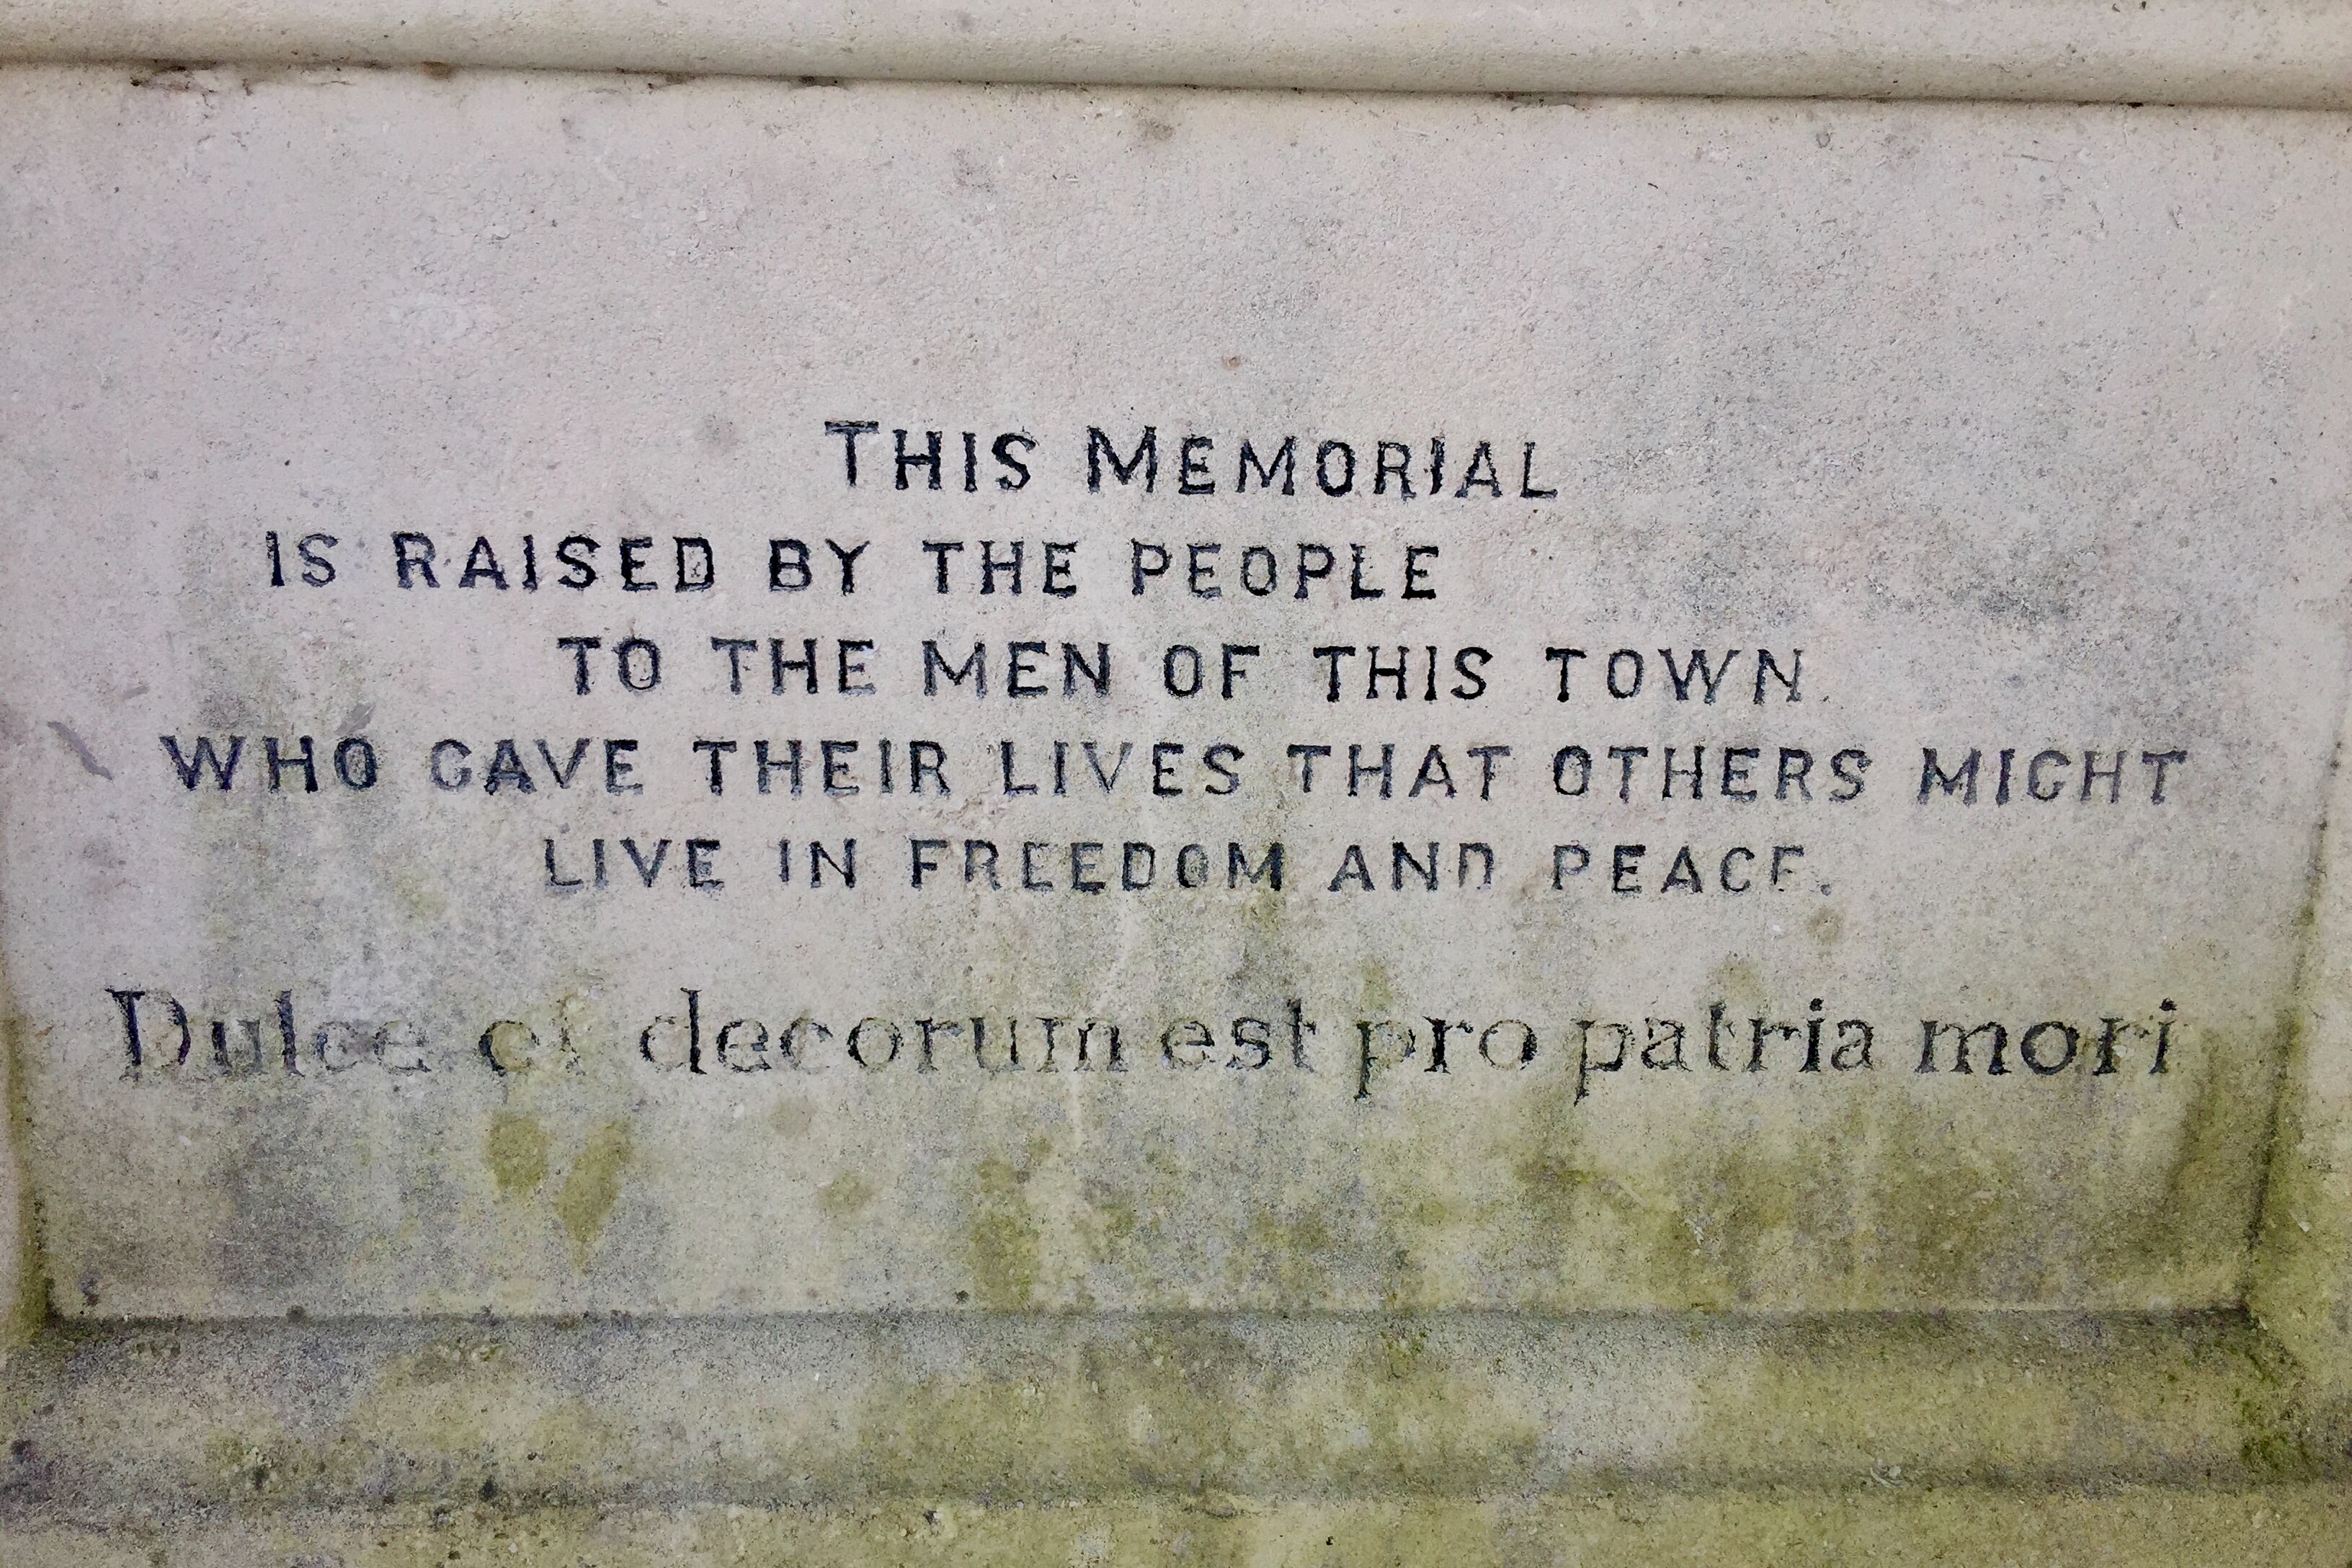 THIS MEMORIAL
IS RAISED BY THE PEOPLE
TO THE MEN OF THIS TOWN
WHO GAVE THEIR LIVES THAT OTHERS MIGHT
LIVE IN FREEDOM AND PEACE.
Dulce et decorum est pro patria mori